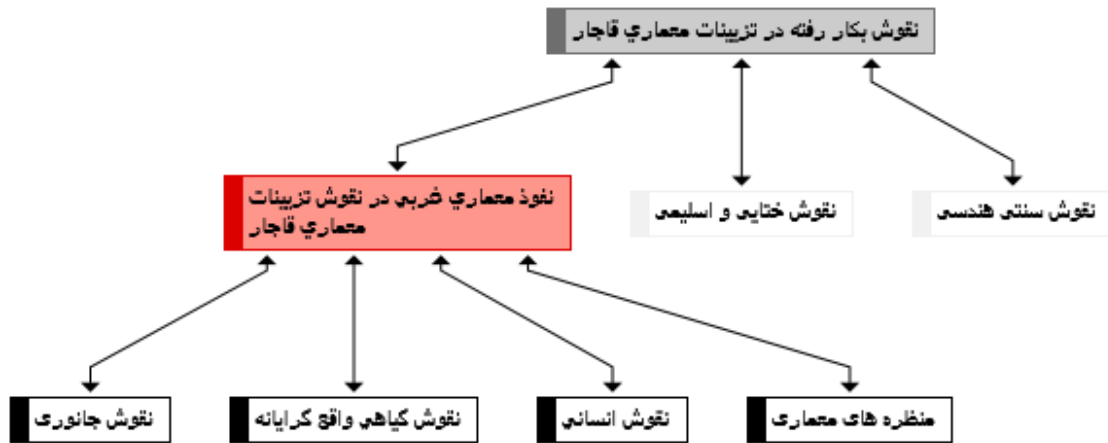 نقوش بکار رفته در تزیینات معماري قاجار
نقوش سنتی هندسی
نقوش ختایی و اسلیمی
نفوذ معماري غربي در نقوش تزیینات
معماري قاجار
منظره های معماری
نقوش انساني
نقوش گیاهي واقع گرایانه
نقوش جانوری